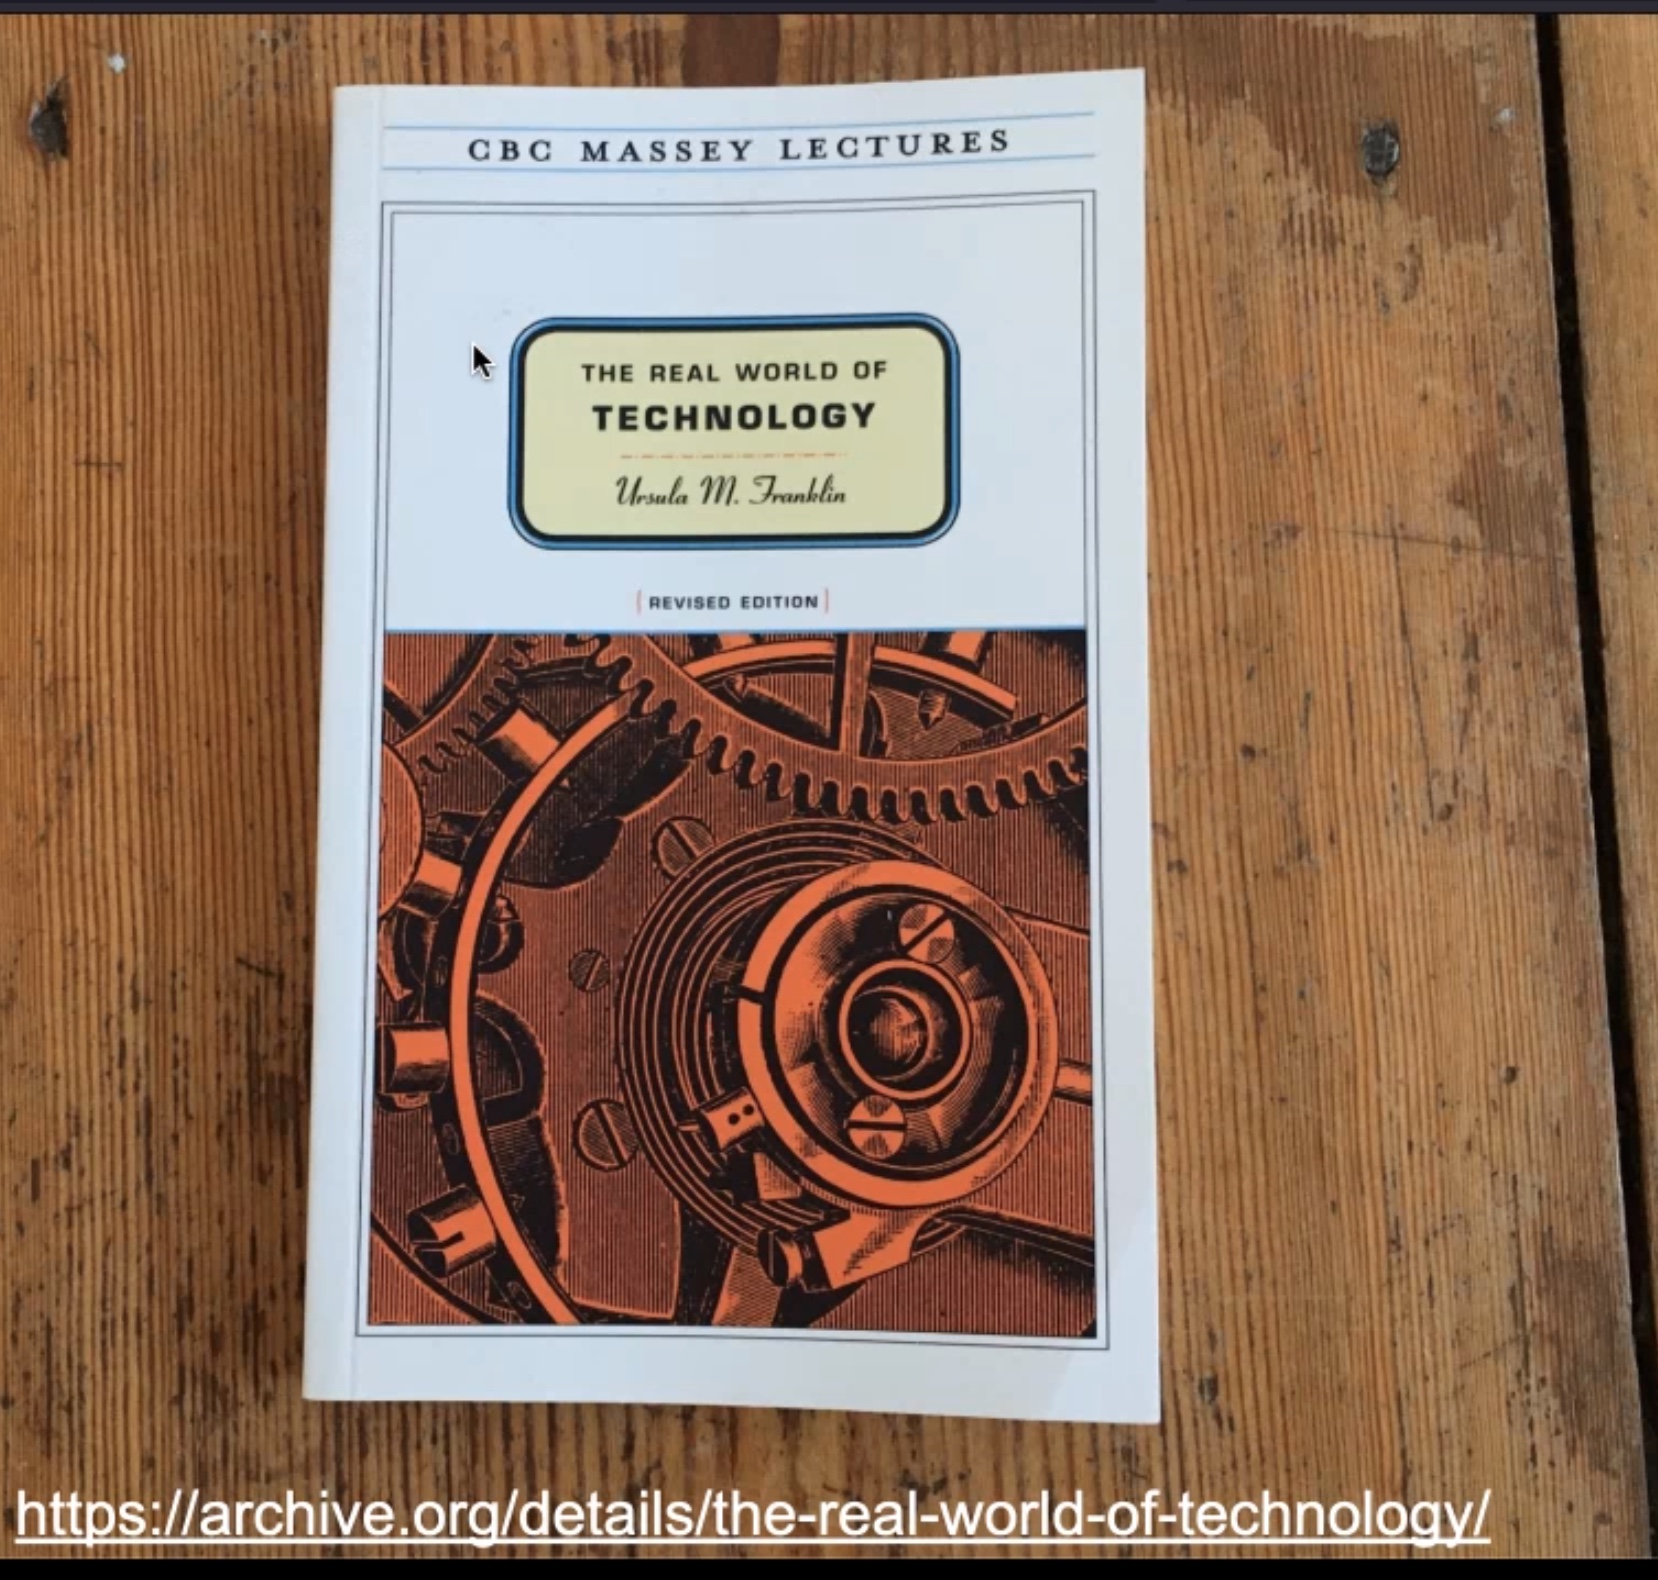 CBC MASSEY LECTURES
THE REAL WORLD OF
TECHNOLOGY
Ursula M. Franklin
[REVISED EDITION]
https://archive.org/details/the-real-world-of-technology/